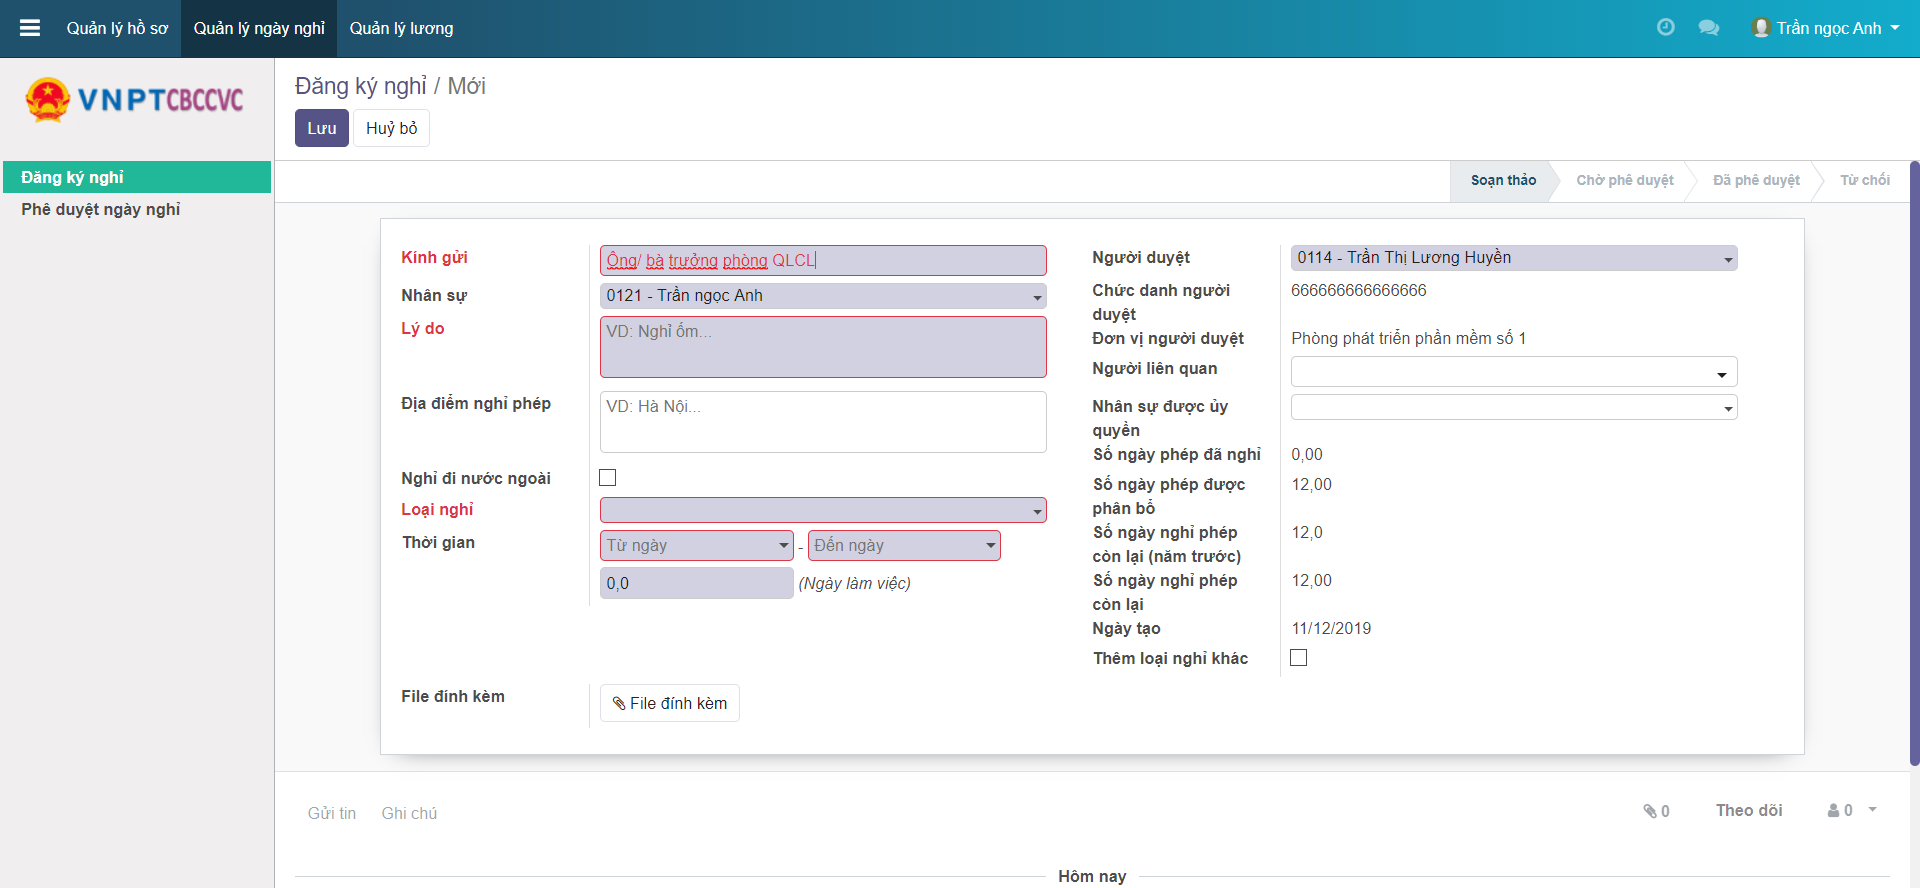 Quản lý hồ sơ
Quản lý ngày nghỉ
Quản lý lương
Trần ngọc Anh
VNPTCBCCVC
Đăng ký nghỉ
Phê duyệt ngày nghỉ
Đăng ký nghỉ / Mới
Lưu
Huỷ bỏ
Soạn thảo
Chờ phê duyệt
Đã phê duyệt
Từ chối
Kính gửi
Ông/ bà trưởng phòng QLCL
Nhân sự
0121 - Trần ngọc Anh
Lý do
VD: Nghỉ ốm...
Địa điểm nghỉ phép
VD: Hà Nội...
Nghỉ đi nước ngoài
Loại nghỉ
Thời gian
Từ ngày - Đến ngày
0,0 (Ngày làm việc)
File đính kèm
File đính kèm
Người duyệt
0114 - Trần Thị Lương Huyền
Chức danh người
duyệt
666666666666666
Đơn vị người duyệt
Phòng phát triển phần mềm số 1
Người liên quan
Nhân sự được ủy
quyền
Số ngày phép đã nghỉ
0,00
Số ngày phép được
phân bổ
12,00
Số ngày nghỉ phép
còn lại (năm trước)
12,0
Số ngày nghỉ phép
còn lại
12,00
Ngày tạo
11/12/2019
Thêm loại nghỉ khác
Gửi tin
Ghi chú
0
Theo dõi
0
Hôm nay